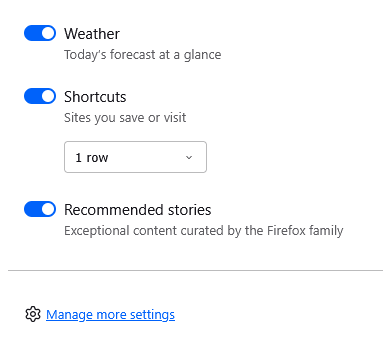 Weather
Today's forecast at a glance
Shortcuts
Sites you save or visit
1 row
Recommended stories
Exceptional content curated by the Firefox family
Manage more settings